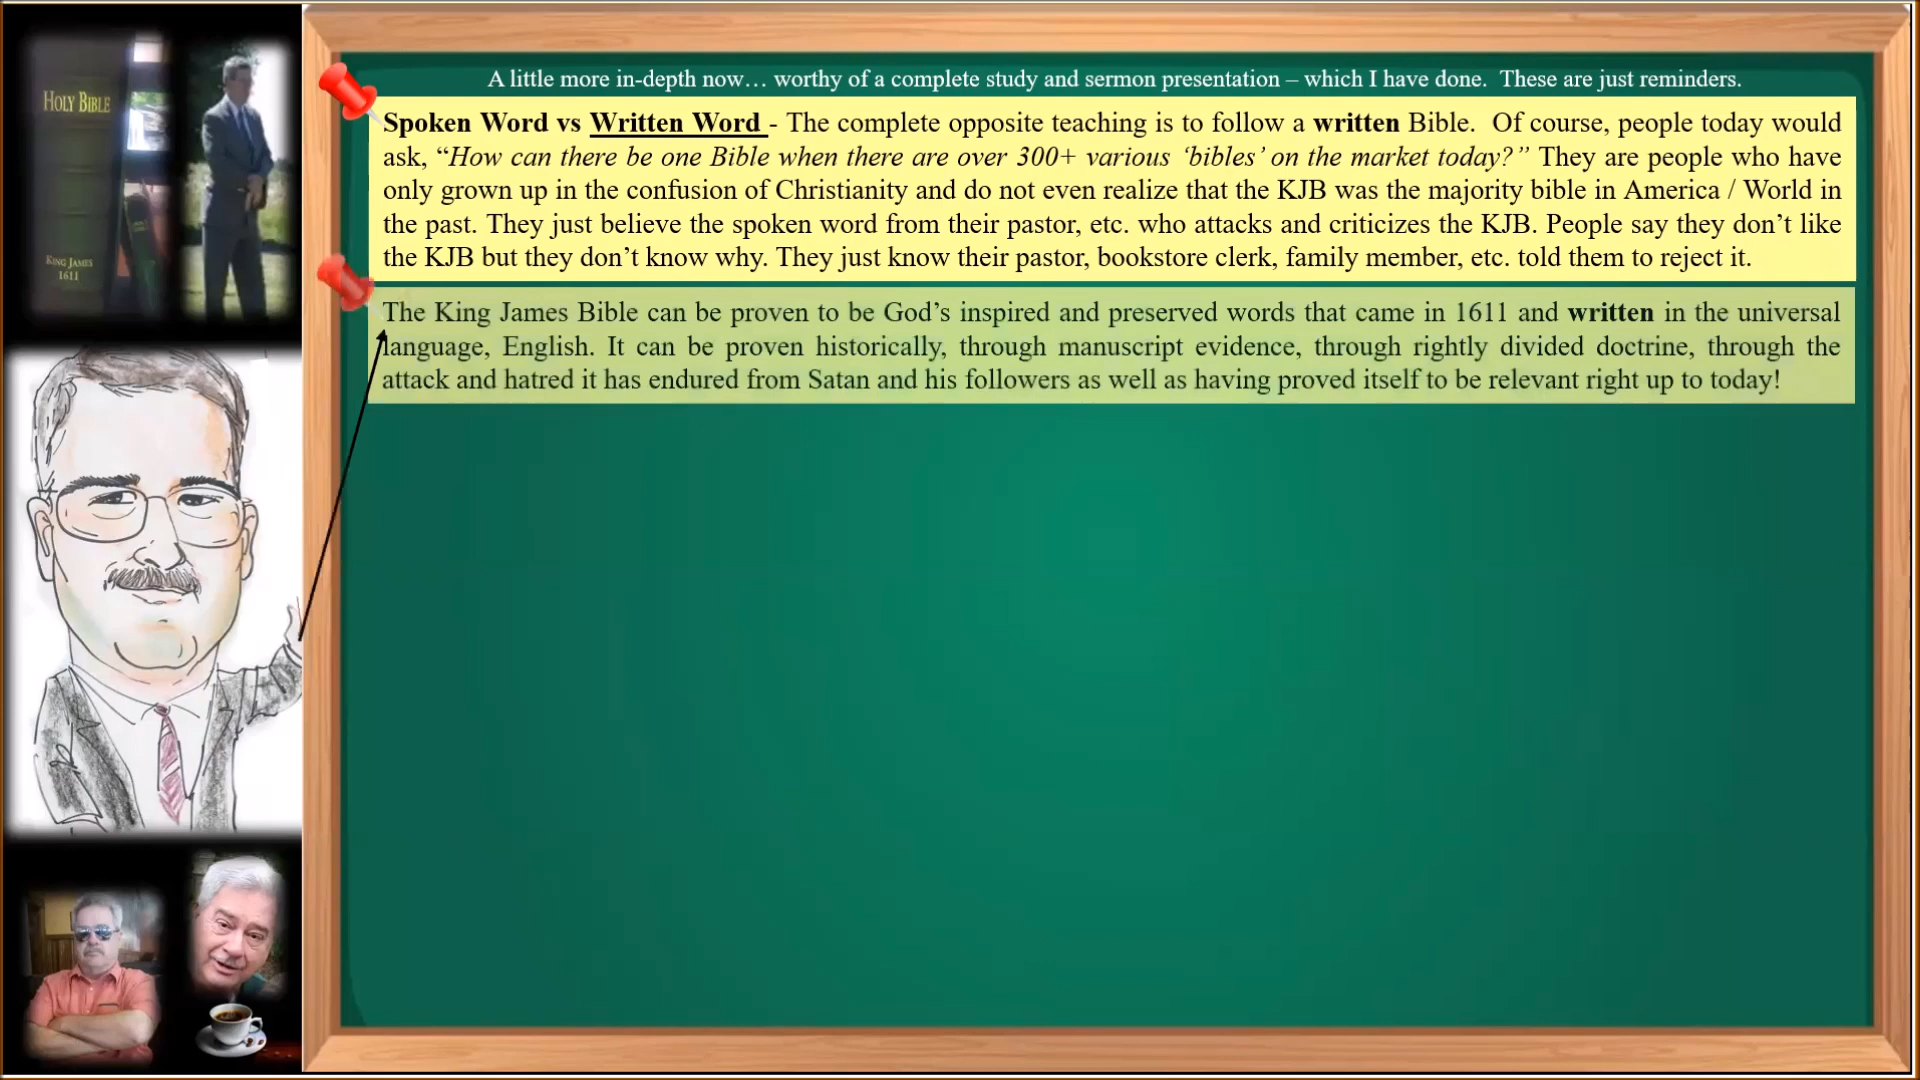 HOLY BIBLE
KING JAMES
1611
A little more in-depth now… worthy of a complete study and sermon presentation – which I have done.  These are just reminders.
Spoken Word vs Written Word - The complete opposite teaching is to follow a written Bible.  Of course, people today would
ask, “How can there be one Bible when there are over 300+ various ‘bibles’ on the market today?” They are people who have
only grown up in the confusion of Christianity and do not even realize that the KJB was the majority bible in America / World in
the past. They just believe the spoken word from their pastor, etc. who attacks and criticizes the KJB. People say they don’t like
the KJB but they don’t know why. They just know their pastor, bookstore clerk, family member, etc. told them to reject it.
The King James Bible can be proven to be God’s inspired and preserved words that came in 1611 and written in the universal
language, English. It can be proven historically, through manuscript evidence, through rightly divided doctrine, through the
attack and hatred it has endured from Satan and his followers as well as having proved itself to be relevant right up to today!